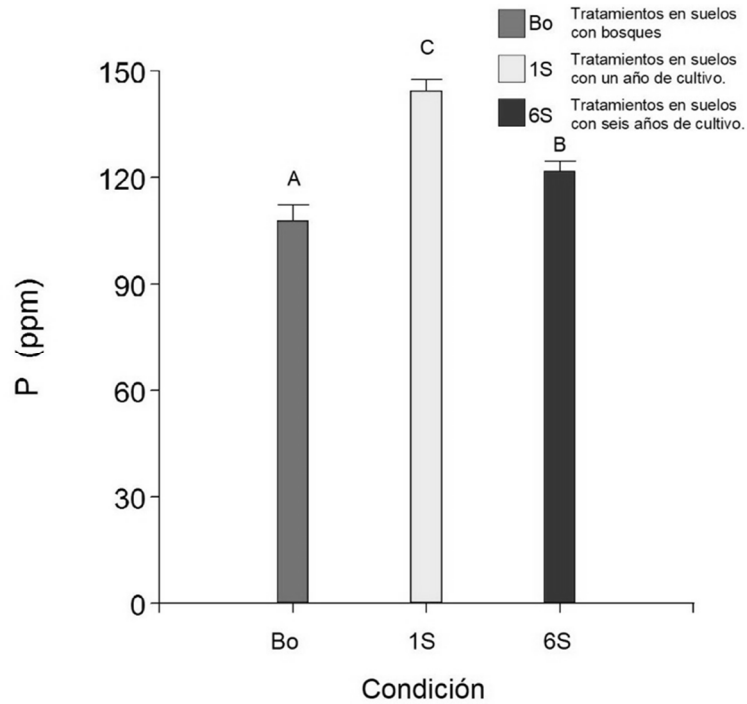 Bo
Tratamientos en suelos
con bosques
1S
Tratamientos en suelos
con un año de cultivo.
6S
Tratamientos en suelos
con seis años de cultivo.
150
120
90
60
30
0
P (ppm)
A
C
B
Bo
1S
6S
Condición